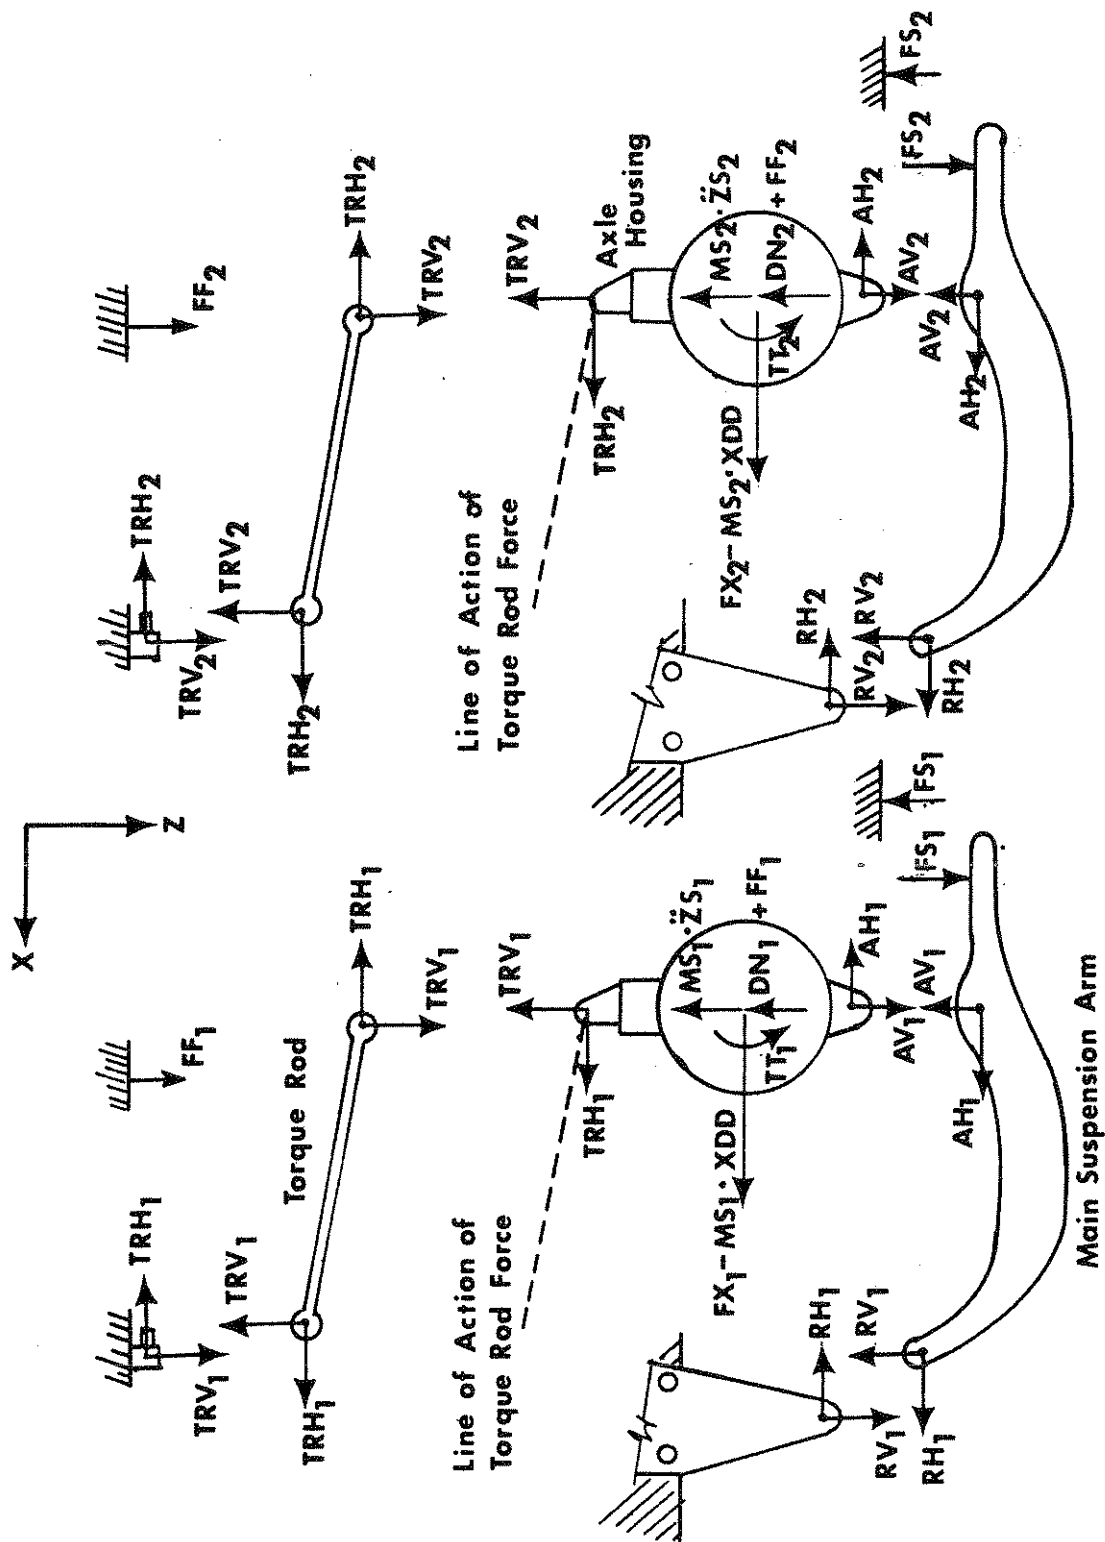 X
Z
TRH₁
TRV₁
FF₁
TRV₁
TRH₁
Torque Rod
TRH₁
TRV₁
Line of Action of
Torque Rod Force
TRV₁
TRH₁
MS₁·Z̈S₁
DN₁+FF₁
TT₁
FX₁-MS₁·XDD
AH₁
AV₁
AV₁
AH₁
RH₁
RV₁
RV₁
RH₁
FS₁
FS₁
Main Suspension Arm
TRH₂
TRV₂
FF₂
TRV₂
TRH₂
TRH₂
TRV₂
Line of Action of
Torque Rod Force
TRV₂
TRH₂
Axle
Housing
MS₂·Z̈S₂
DN₂+FF₂
TT₂
FX₂-MS₂·XDD
AH₂
AV₂
AV₂
AH₂
RH₂
RV₂
RV₂
RH₂
FS₂
FS₂